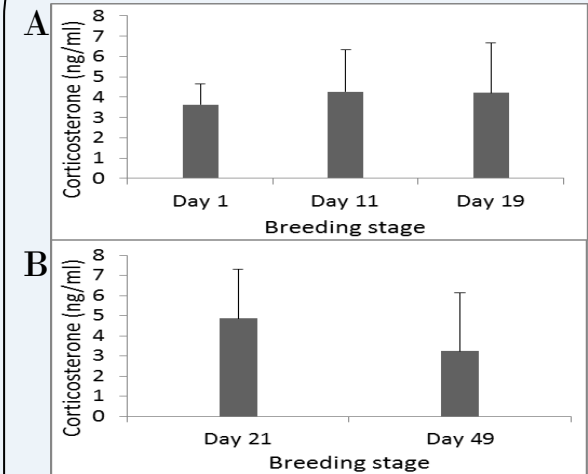 A
Corticosterone (ng/ml)
8
7
6
5
4
3
2
1
0
Day 1 Day 11 Day 19
Breeding stage
B
Corticosterone (ng/ml)
8
7
6
5
4
3
2
1
0
Day 21 Day 49
Breeding stage